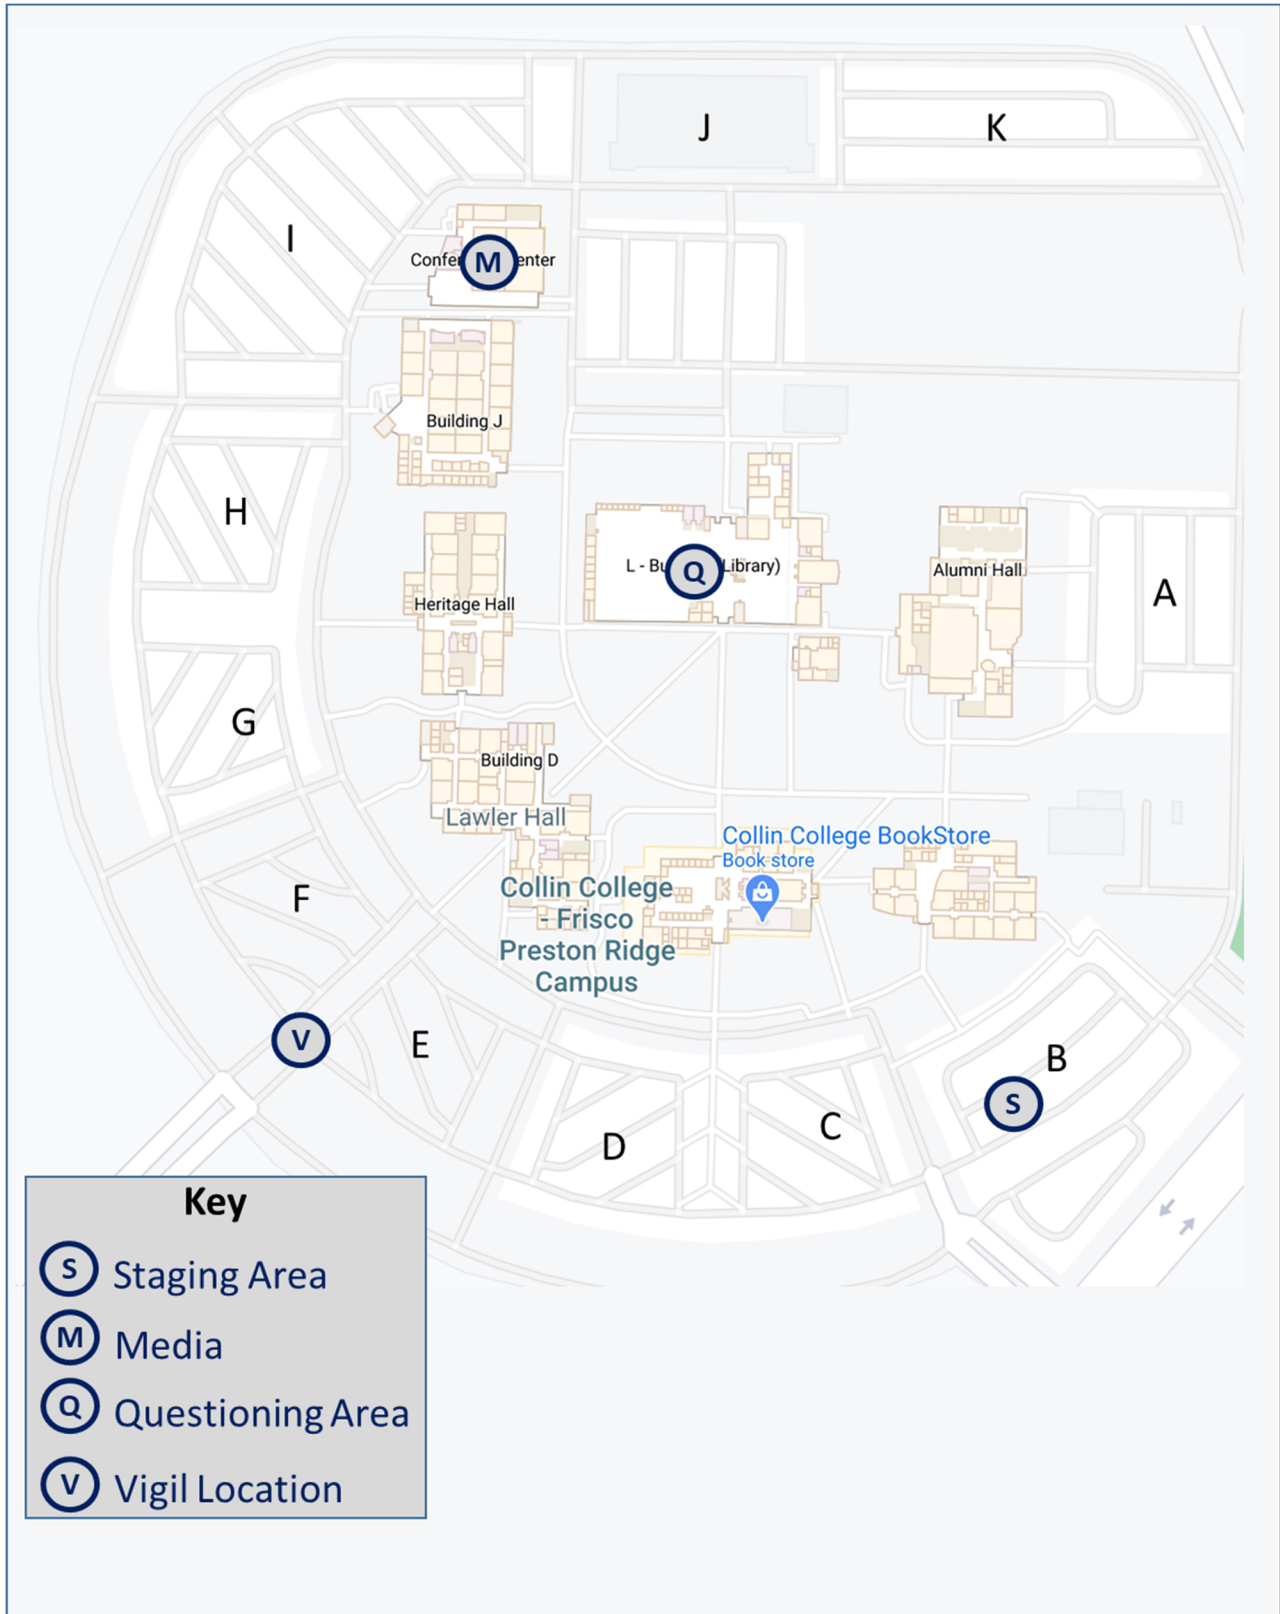 J
K
I
Confe
M
enter
Building J
H
L - Bu
Q
Library)
Alumni Hall
A
Heritage Hall
G
Building D
Lawler Hall
Collin College BookStore
Book store
F
Collin College
- Frisco
Preston Ridge
Campus
V
E
B
S
D
C
Key
S Staging Area
M Media
Q Questioning Area
V Vigil Location